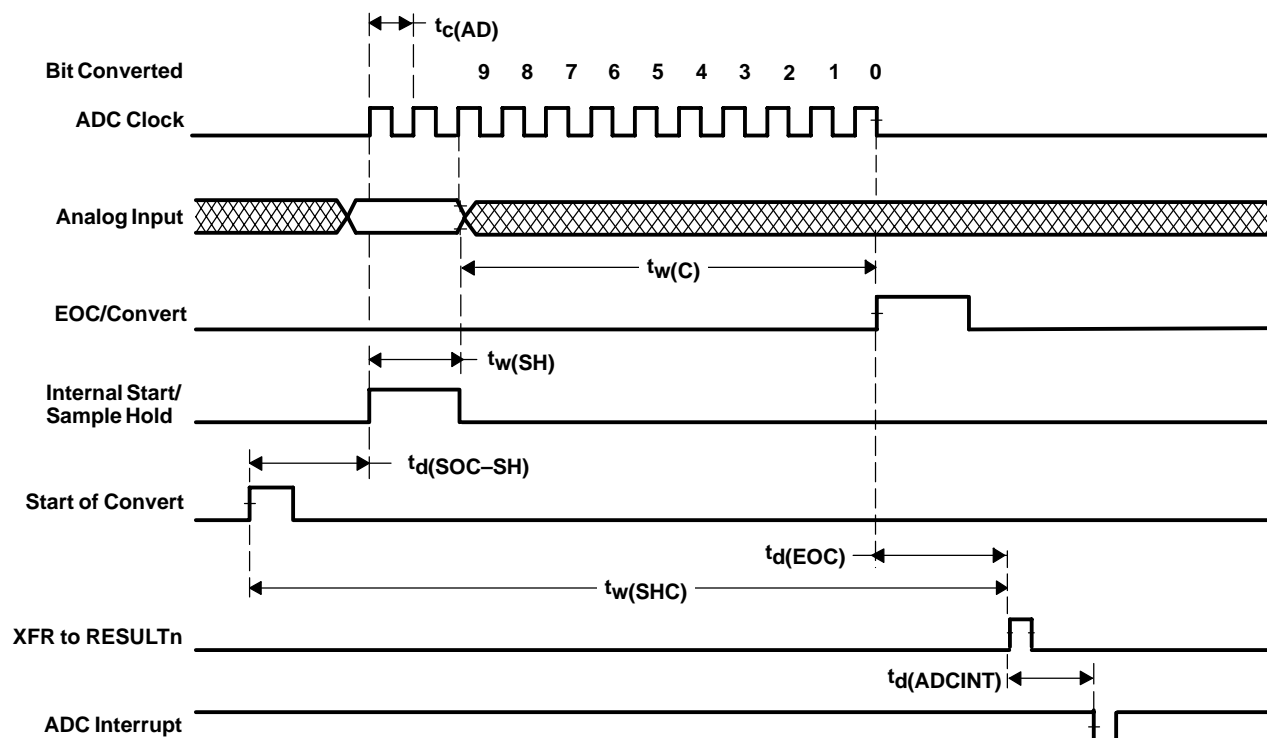 tc(AD)
Bit Converted 9 8 7 6 5 4 3 2 1 0
ADC Clock
Analog Input
tw(C)
EOC/Convert
tw(SH)
Internal Start/
Sample Hold
td(SOC–SH)
Start of Convert
td(EOC)
tw(SHC)
XFR to RESULTn
td(ADCINT)
ADC Interrupt